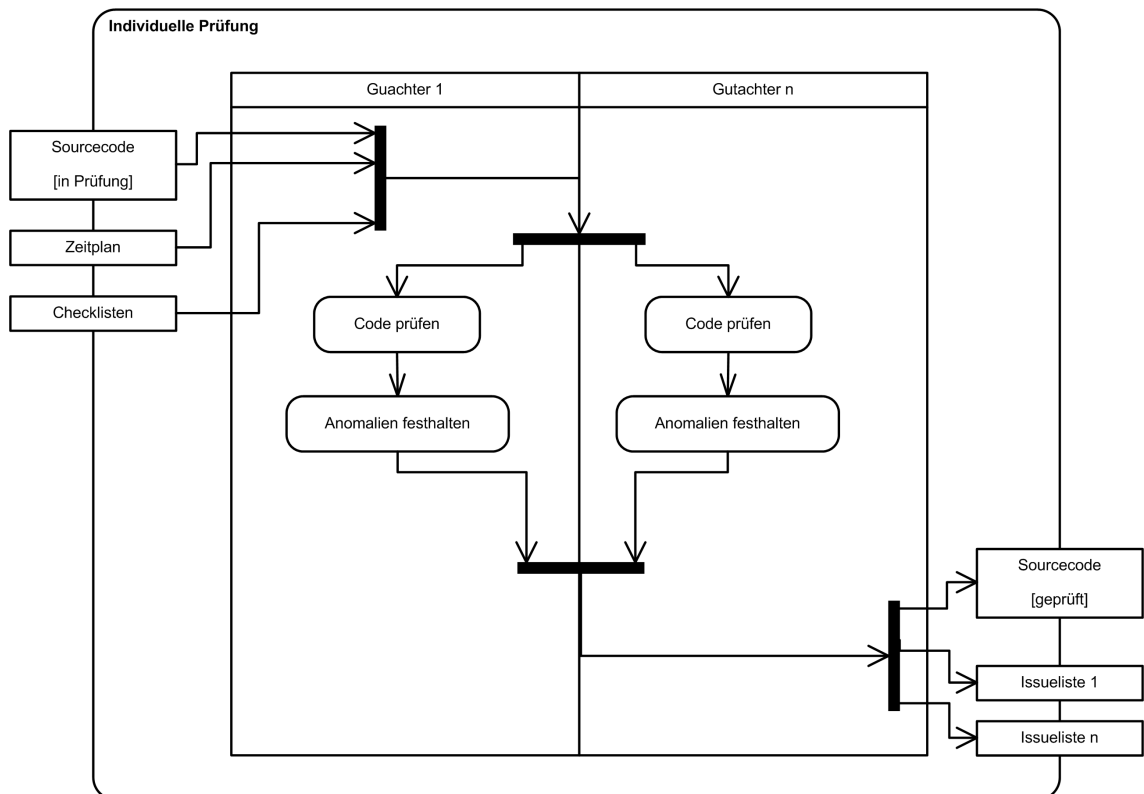 Individuelle Prüfung
Guachter 1
Gutachter n
Sourcecode
[in Prüfung]
Zeitplan
Checklisten
Code prüfen
Code prüfen
Anomalien festhalten
Anomalien festhalten
Sourcecode
[geprüft]
Issueliste 1
Issueliste n